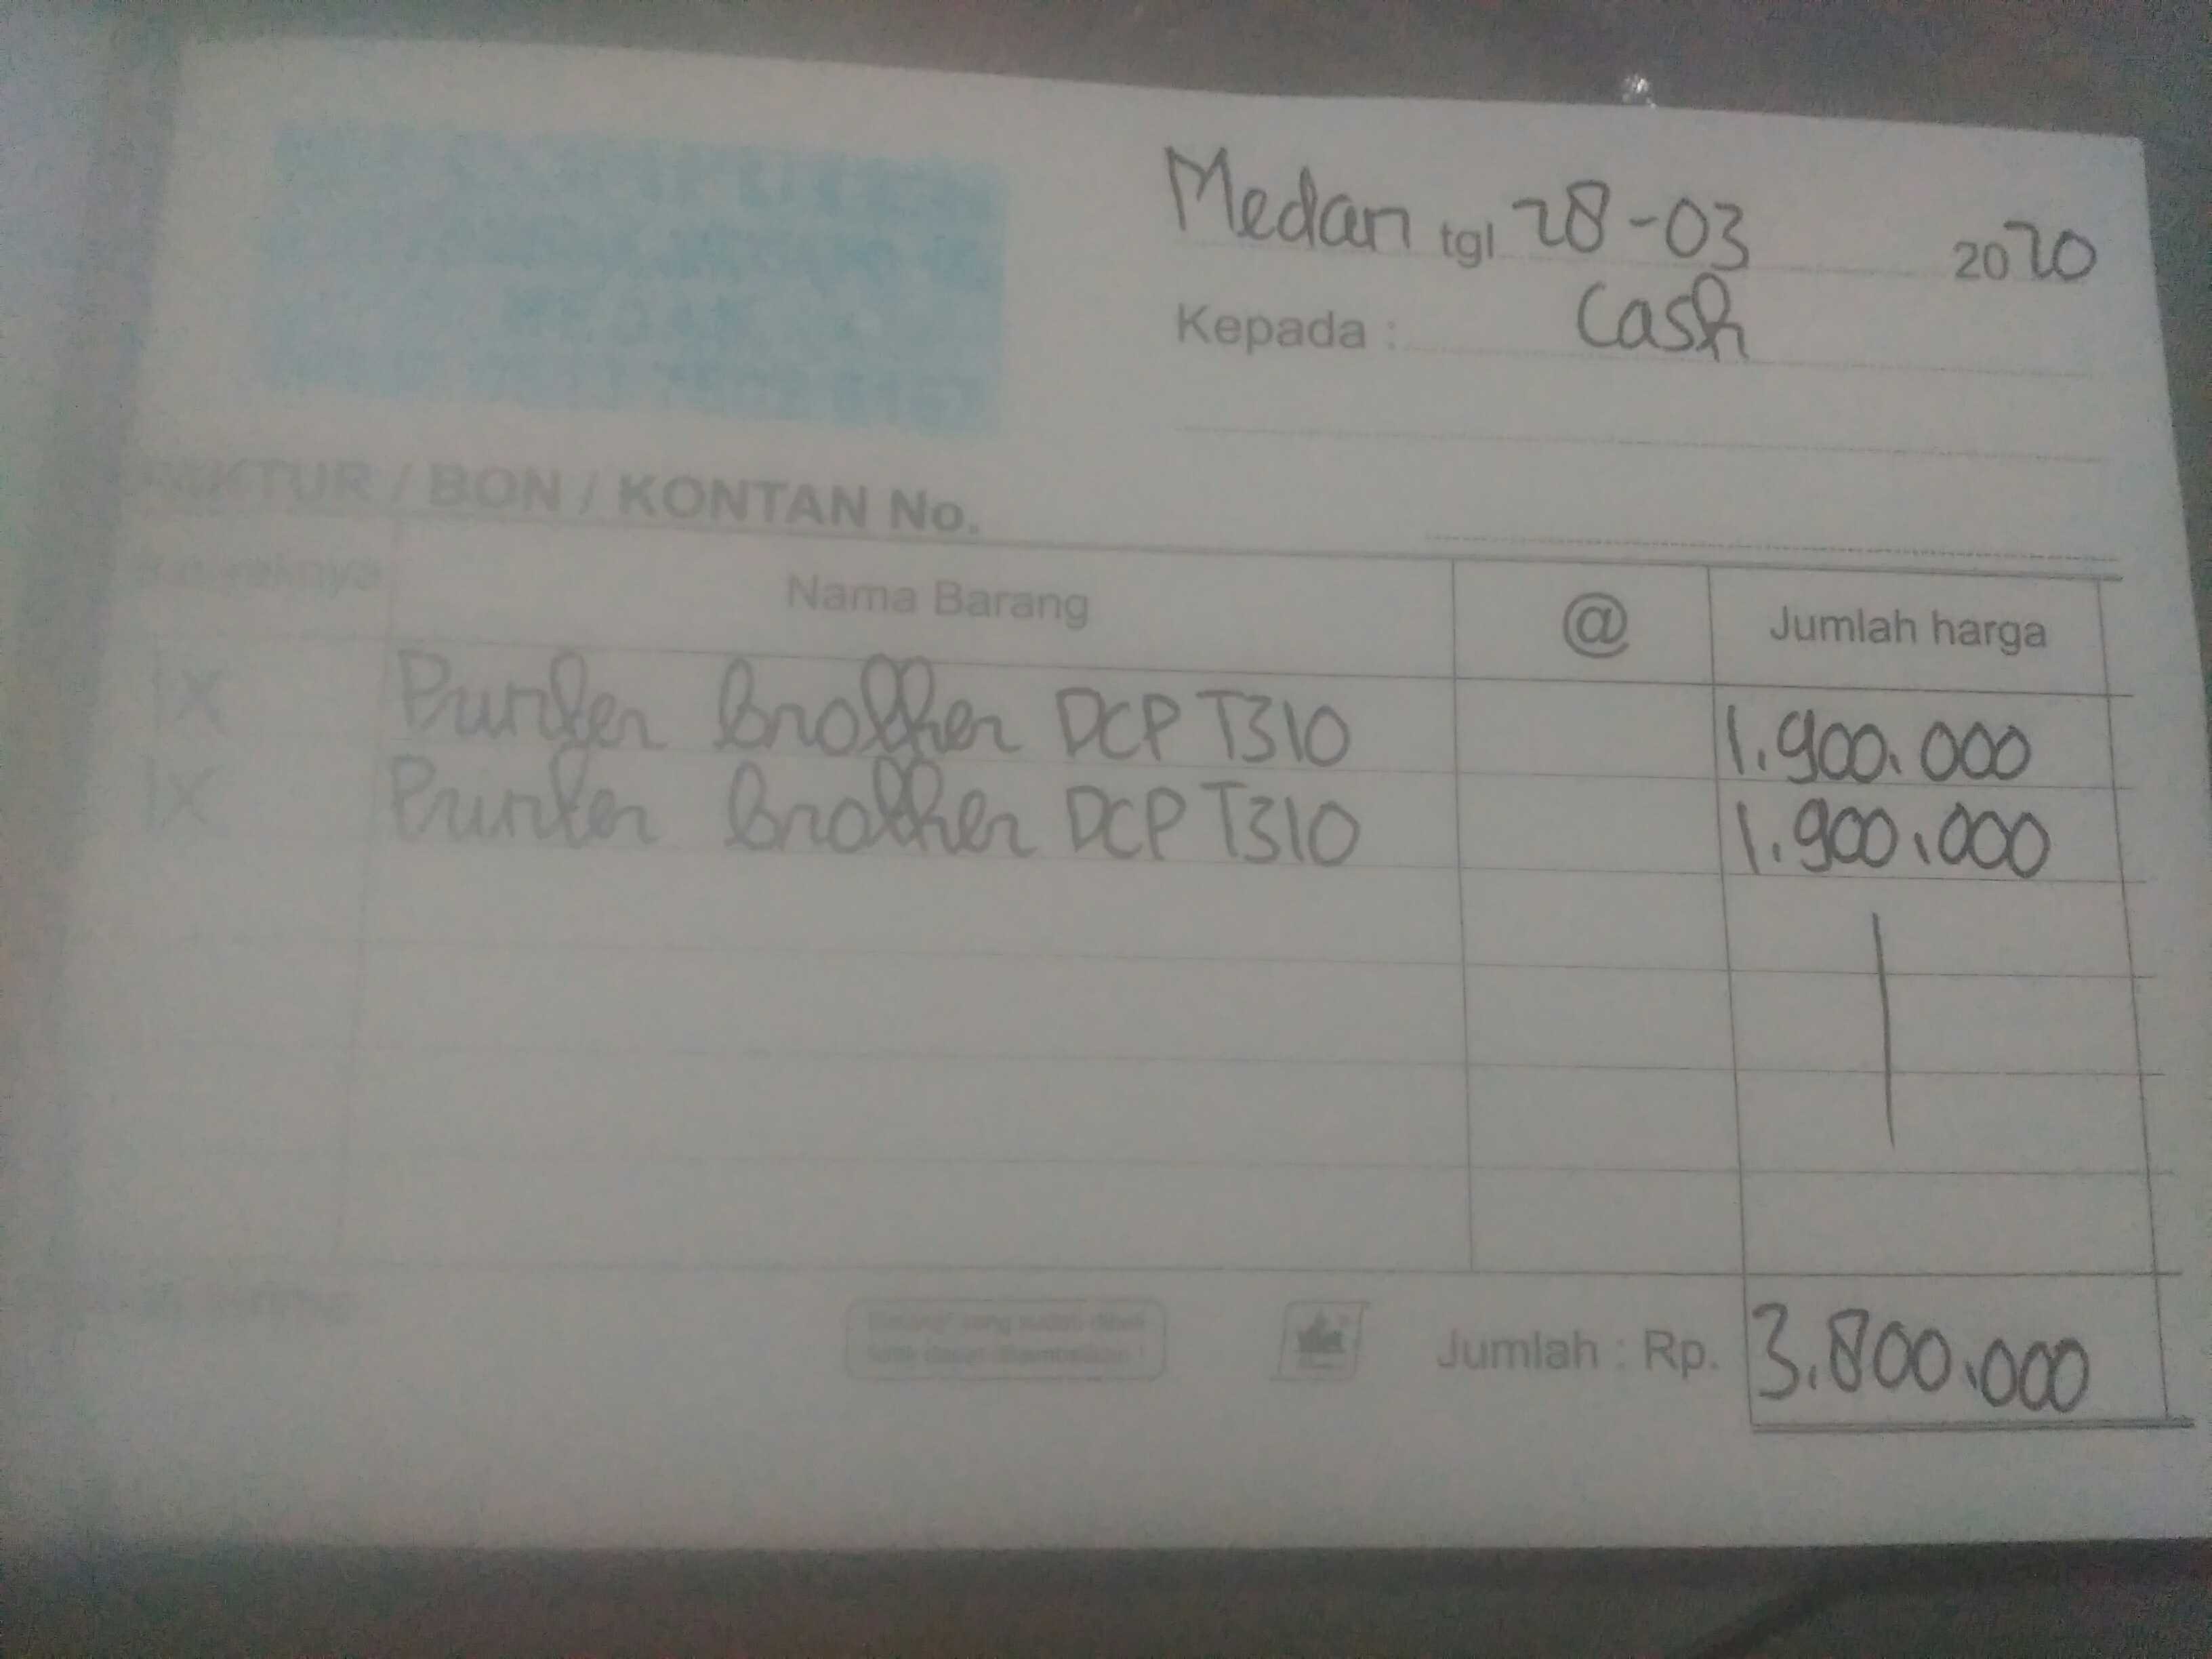 Medan tgl 28-03 2020
Kepada : Cash
FAKTUR / BON / KONTAN No.
Banyaknya Nama Barang @ Jumlah harga
1x Printer Brother DCP T310 1.900.000
1x Printer Brother DCP T310 1.900.000
Jumlah : Rp. 3.800.000